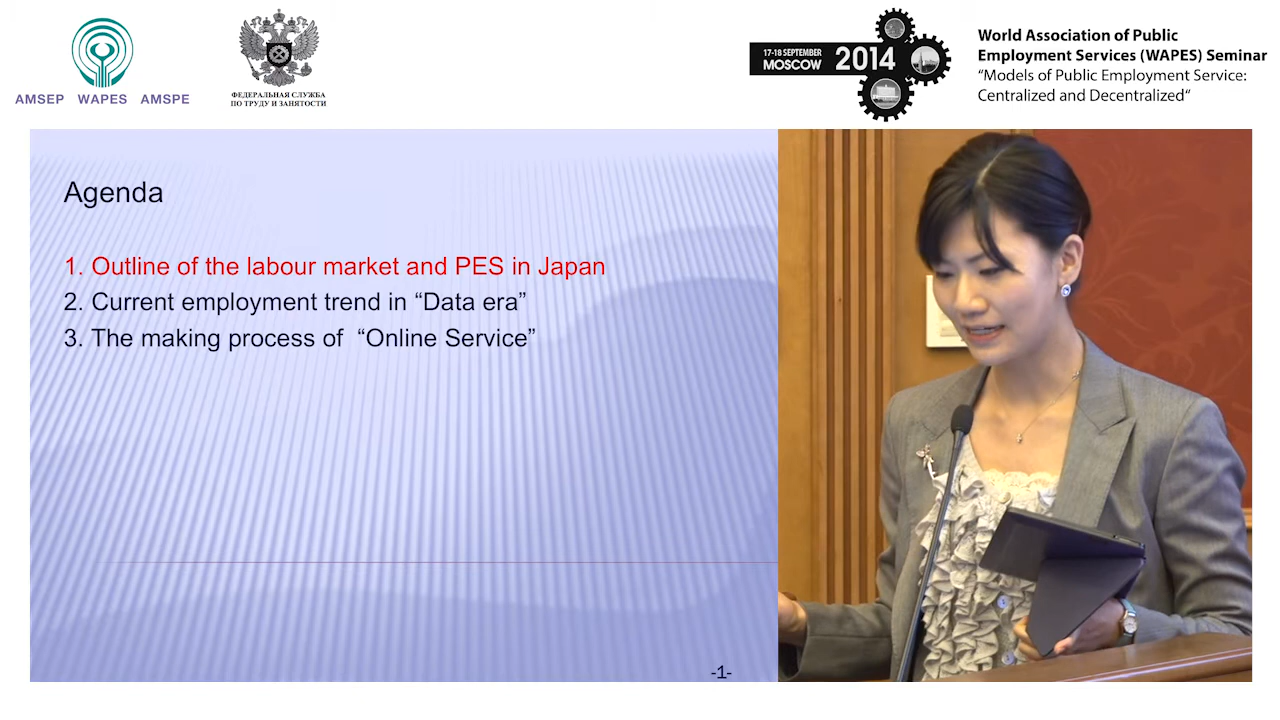 AMSEP WAPES AMSPE
ФЕДЕРАЛЬНАЯ СЛУЖБА
ПО ТРУДУ И ЗАНЯТОСТИ
17-18 SEPTEMBER
MOSCOW
2014
World Association of Public
Employment Services (WAPES) Seminar
“Models of Public Employment Service:
Centralized and Decentralized“
Agenda
1. Outline of the labour market and PES in Japan
2. Current employment trend in “Data era”
3. The making process of “Online Service”
-1-